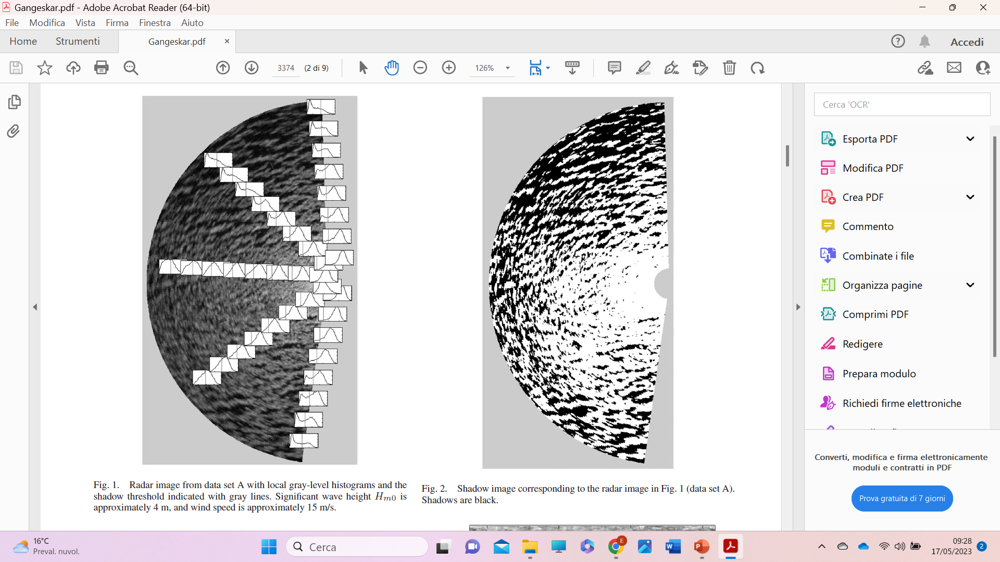 Gangeskar.pdf - Adobe Acrobat Reader (64-bit)
File Modifica Vista Firma Finestra Aiuto
Home Strumenti Gangeskar.pdf Accedi
3374 (2 di 9) 126%
Cerca 'OCR'
Esporta PDF
Modifica PDF
Crea PDF
Commento
Combinate i file
Organizza pagine
Comprimi PDF
Redigere
Prepara modulo
Richiedi firme elettroniche
Converti, modifica e firma elettronicamente
moduli e contratti in PDF
Prova gratuita di 7 giorni
Fig. 1. Radar image from data set A with local gray-level histograms and the
shadow threshold indicated with gray lines. Significant wave height Hm0 is
approximately 4 m, and wind speed is approximately 15 m/s.
Fig. 2. Shadow image corresponding to the radar image in Fig. 1 (data set A).
Shadows are black.
16°C
Preval. nuvol.
Cerca
E
09:28
17/05/2023
2